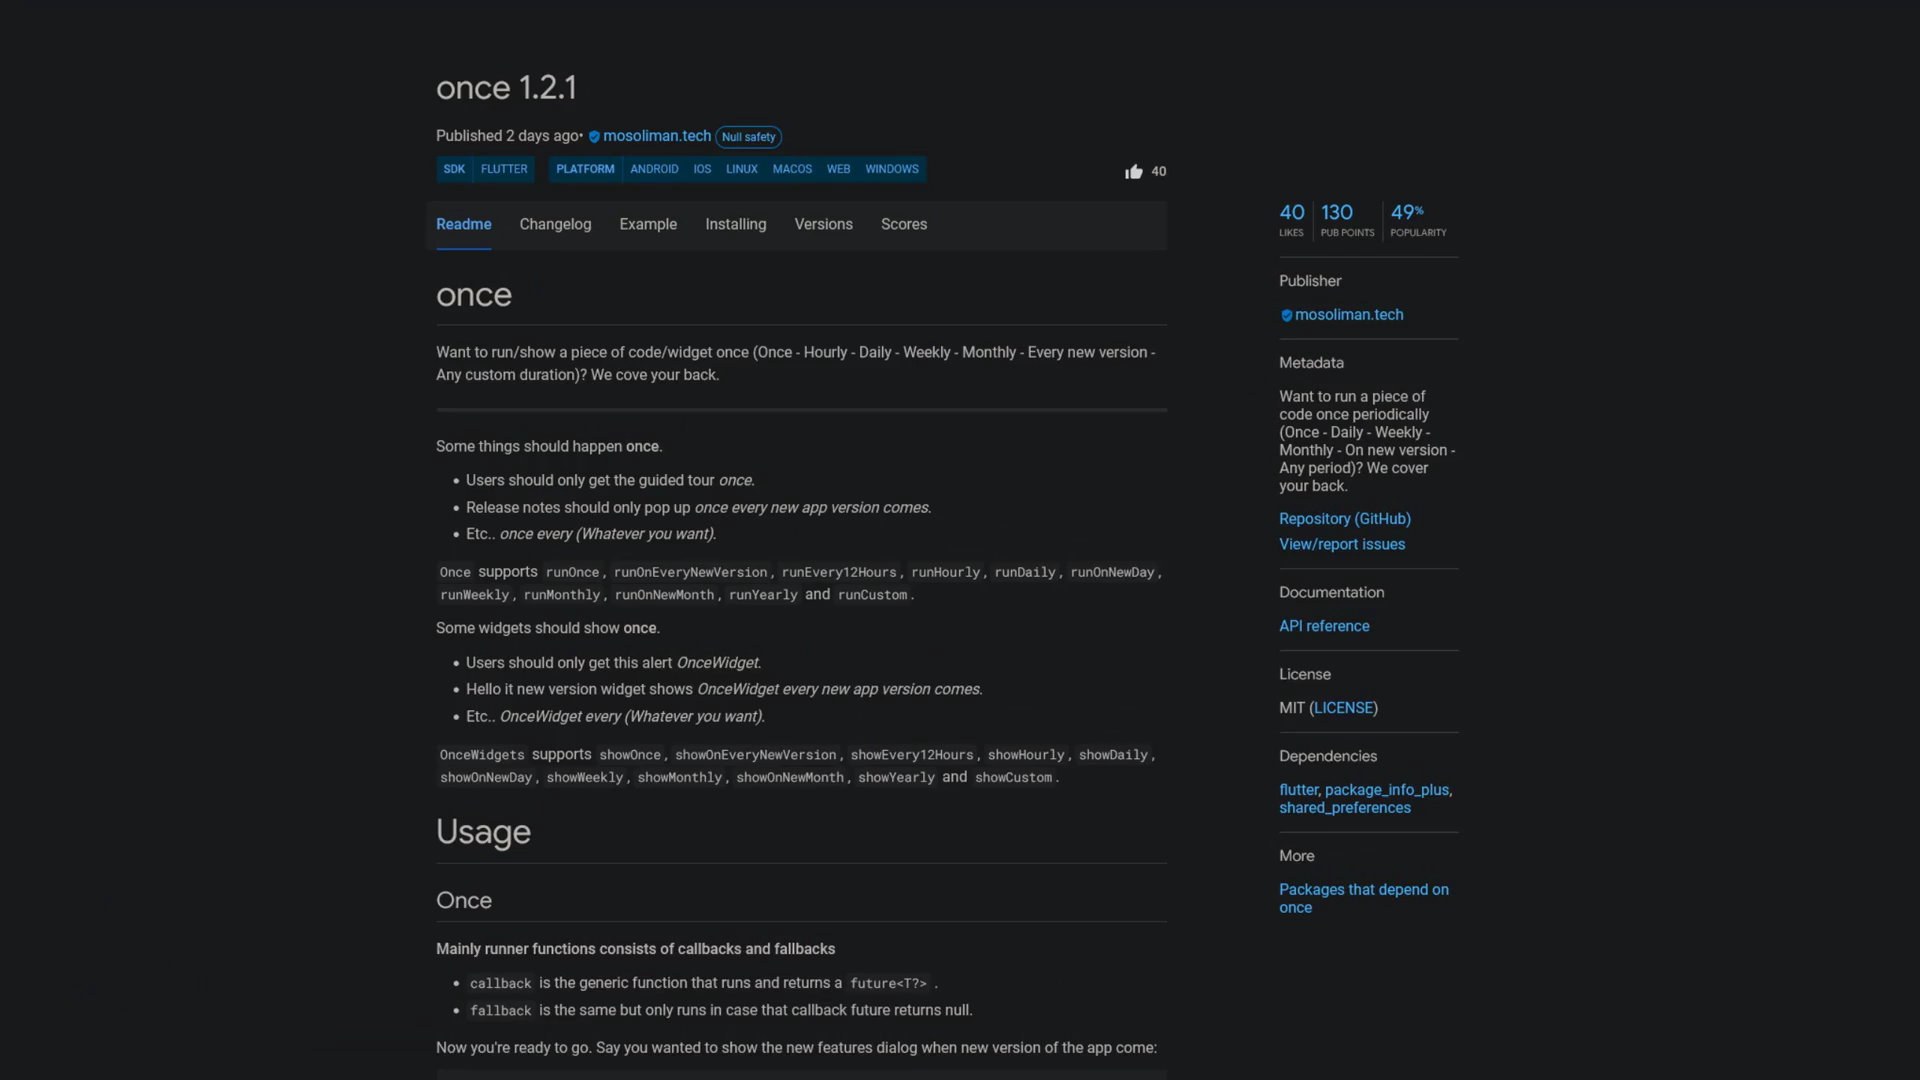 once 1.2.1
Published 2 days ago• mosoliman.tech Null safety
SDK FLUTTER PLATFORM ANDROID IOS LINUX MACOS WEB WINDOWS
40
Readme Changelog Example Installing Versions Scores
once
Want to run/show a piece of code/widget once (Once - Hourly - Daily - Weekly - Monthly - Every new version -
Any custom duration)? We cove your back.
Some things should happen once.
• Users should only get the guided tour once.
• Release notes should only pop up once every new app version comes.
• Etc.. once every (Whatever you want).
Once supports runOnce, runOnEveryNewVersion, runEvery12Hours, runHourly, runDaily, runOnNewDay,
runWeekly, runMonthly, runOnNewMonth, runYearly and runCustom.
Some widgets should show once.
• Users should only get this alert OnceWidget.
• Hello it new version widget shows OnceWidget every new app version comes.
• Etc.. OnceWidget every (Whatever you want).
OnceWidgets supports showOnce, showOnEveryNewVersion, showEvery12Hours, showHourly, showDaily,
showOnNewDay, showWeekly, showMonthly, showOnNewMonth, showYearly and showCustom.
Usage
Once
Mainly runner functions consists of callbacks and fallbacks
• callback is the generic function that runs and returns a future<T?> .
• fallback is the same but only runs in case that callback future returns null.
Now you're ready to go. Say you wanted to show the new features dialog when new version of the app come:
40 130 49%
LIKES PUB POINTS POPULARITY
Publisher
mosoliman.tech
Metadata
Want to run a piece of
code once periodically
(Once - Daily - Weekly -
Monthly - On new version -
Any period)? We cover
your back.
Repository (GitHub)
View/report issues
Documentation
API reference
License
MIT (LICENSE)
Dependencies
flutter, package_info_plus,
shared_preferences
More
Packages that depend on
once